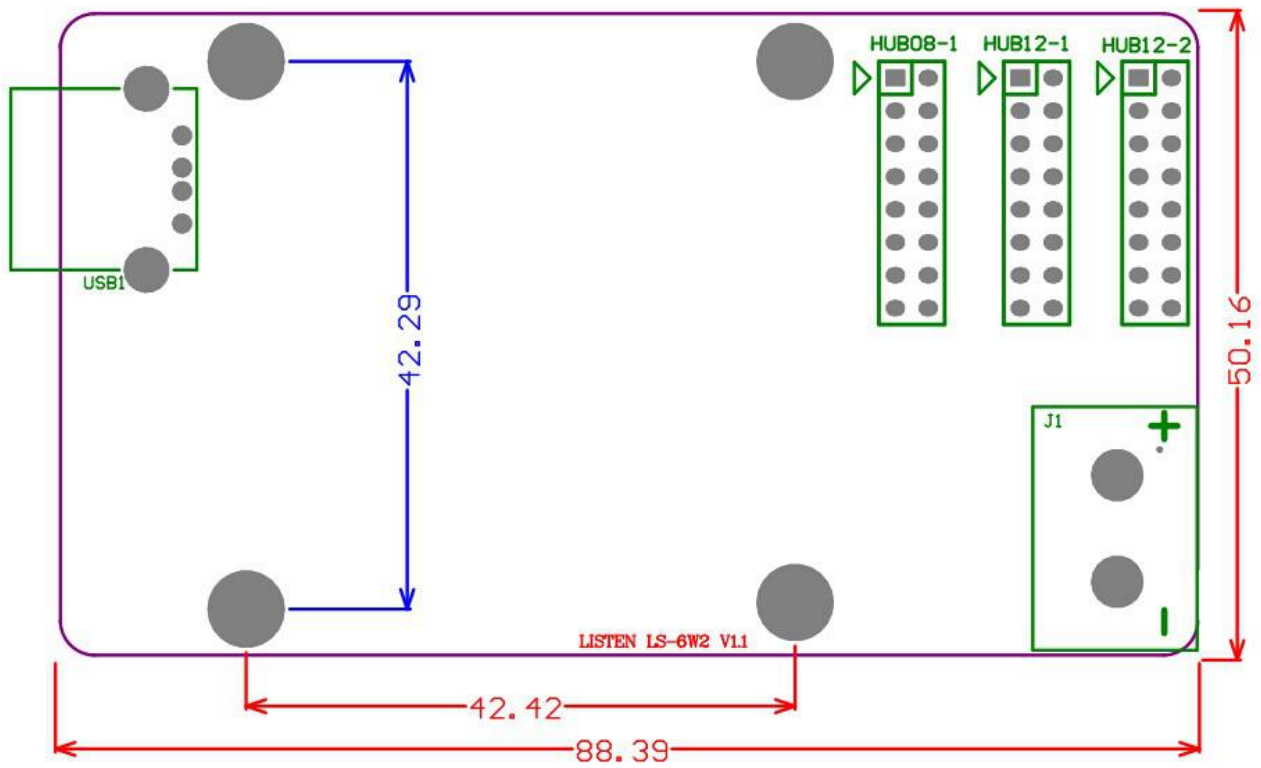 HUB08-1 HUB12-1 HUB12-2
USB1
42.29
50.16
J1
+
-
LISTEN LS-6W2 V1.1
42.42
88.39